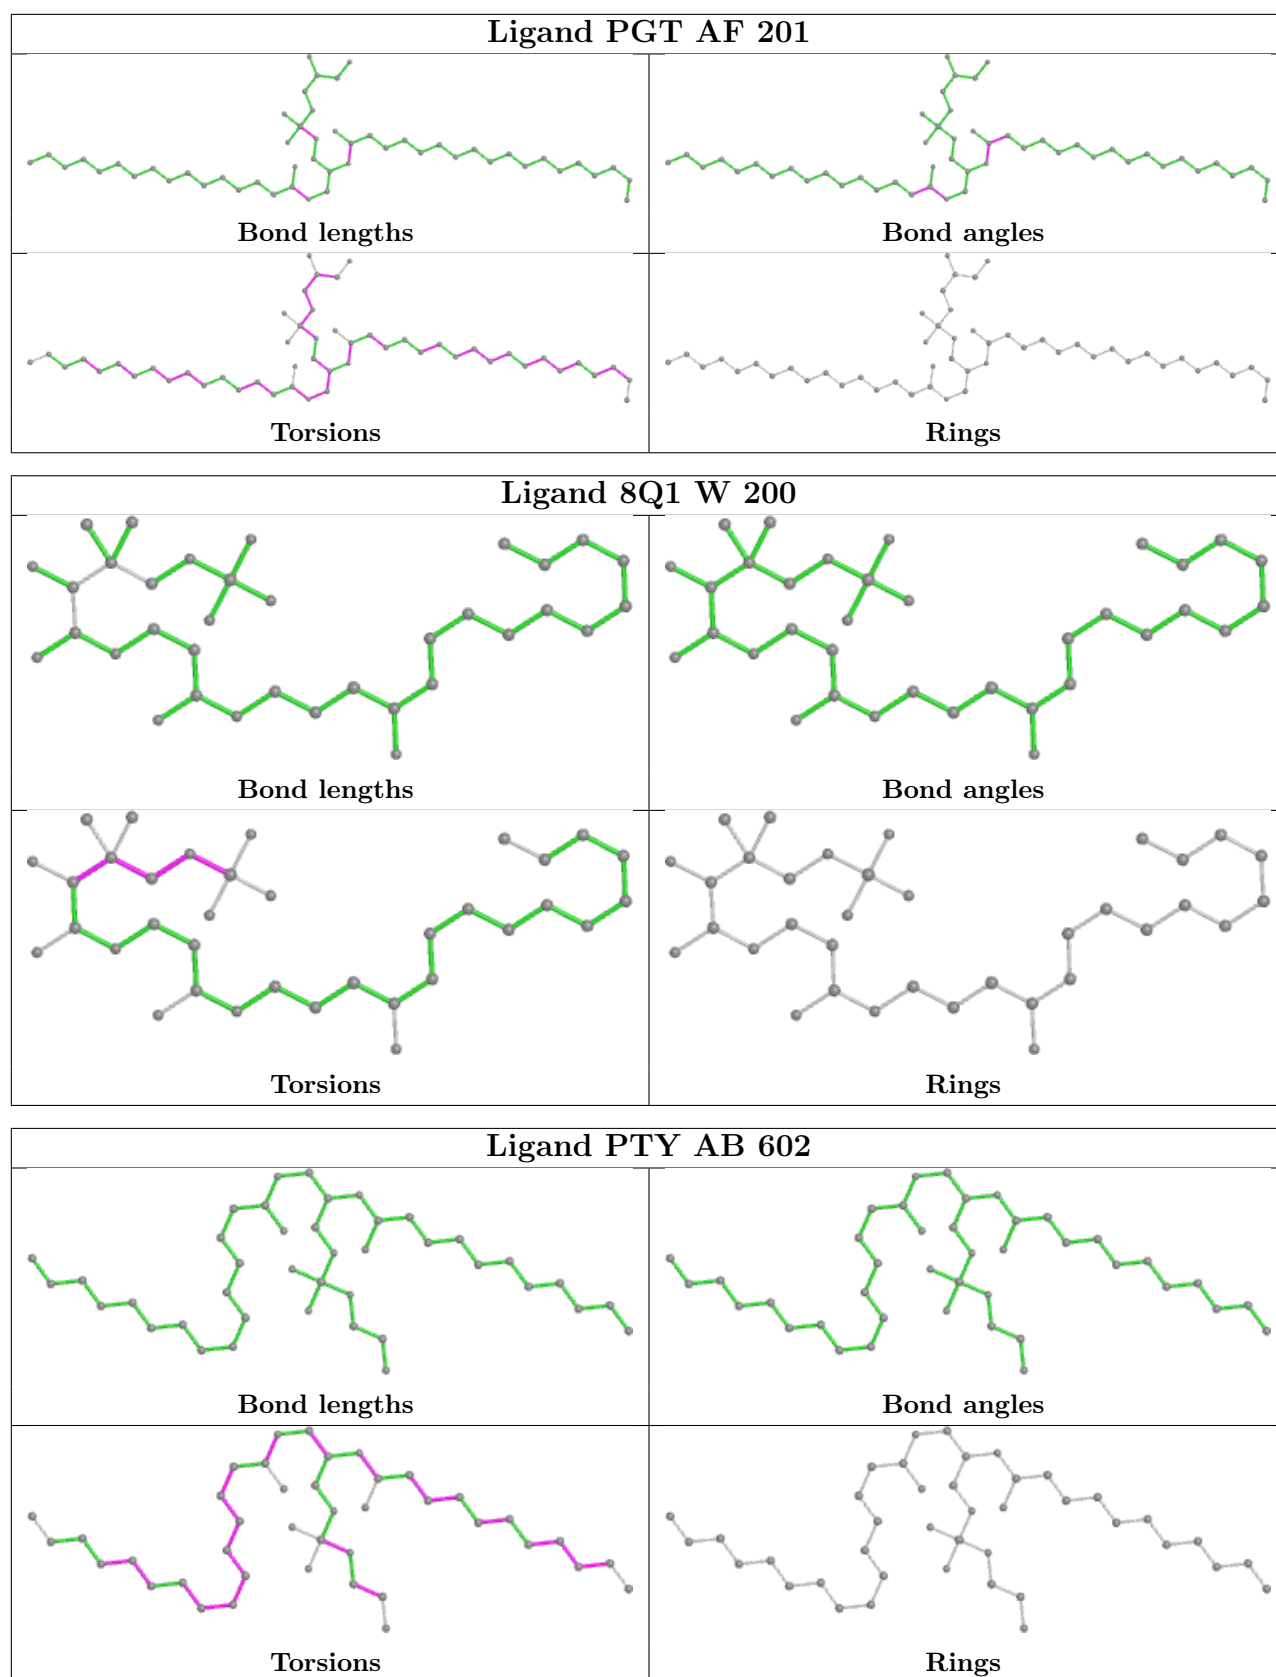 Ligand PGT AF 201
Bond lengths
Bond angles
Torsions
Rings
Ligand 8Q1 W 200
Bond lengths
Bond angles
Torsions
Rings
Ligand PTY AB 602
Bond lengths
Bond angles
Torsions
Rings